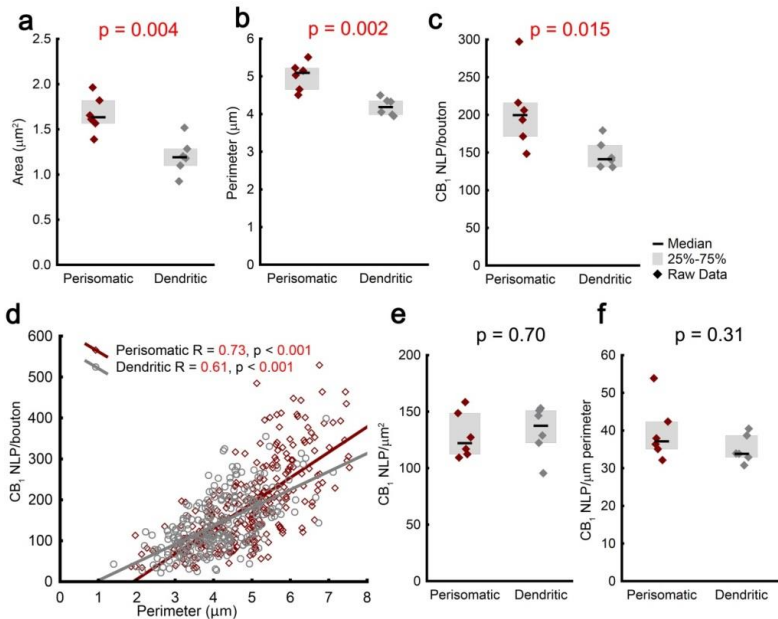 a
p = 0.004
2.5
2.0
1.5
1.0
0.5
0.0
Area (µm²)
Perisomatic
Dendritic
b
p = 0.002
6
5
4
3
2
1
0
Perimeter (µm)
Perisomatic
Dendritic
c
p = 0.015
300
250
200
150
100
50
0
CB₁ NLP/bouton
Perisomatic
Dendritic
Median
25%-75%
Raw Data
d
Perisomatic R = 0.73, p < 0.001
Dendritic R = 0.61, p < 0.001
600
500
400
300
200
100
0
CB₁ NLP/bouton
0 1 2 3 4 5 6 7 8
Perimeter (µm)
e
p = 0.70
200
150
100
50
0
CB₁ NLP/µm²
Perisomatic
Dendritic
f
p = 0.31
60
50
40
30
20
10
0
CB₁ NLP/µm perimeter
Perisomatic
Dendritic